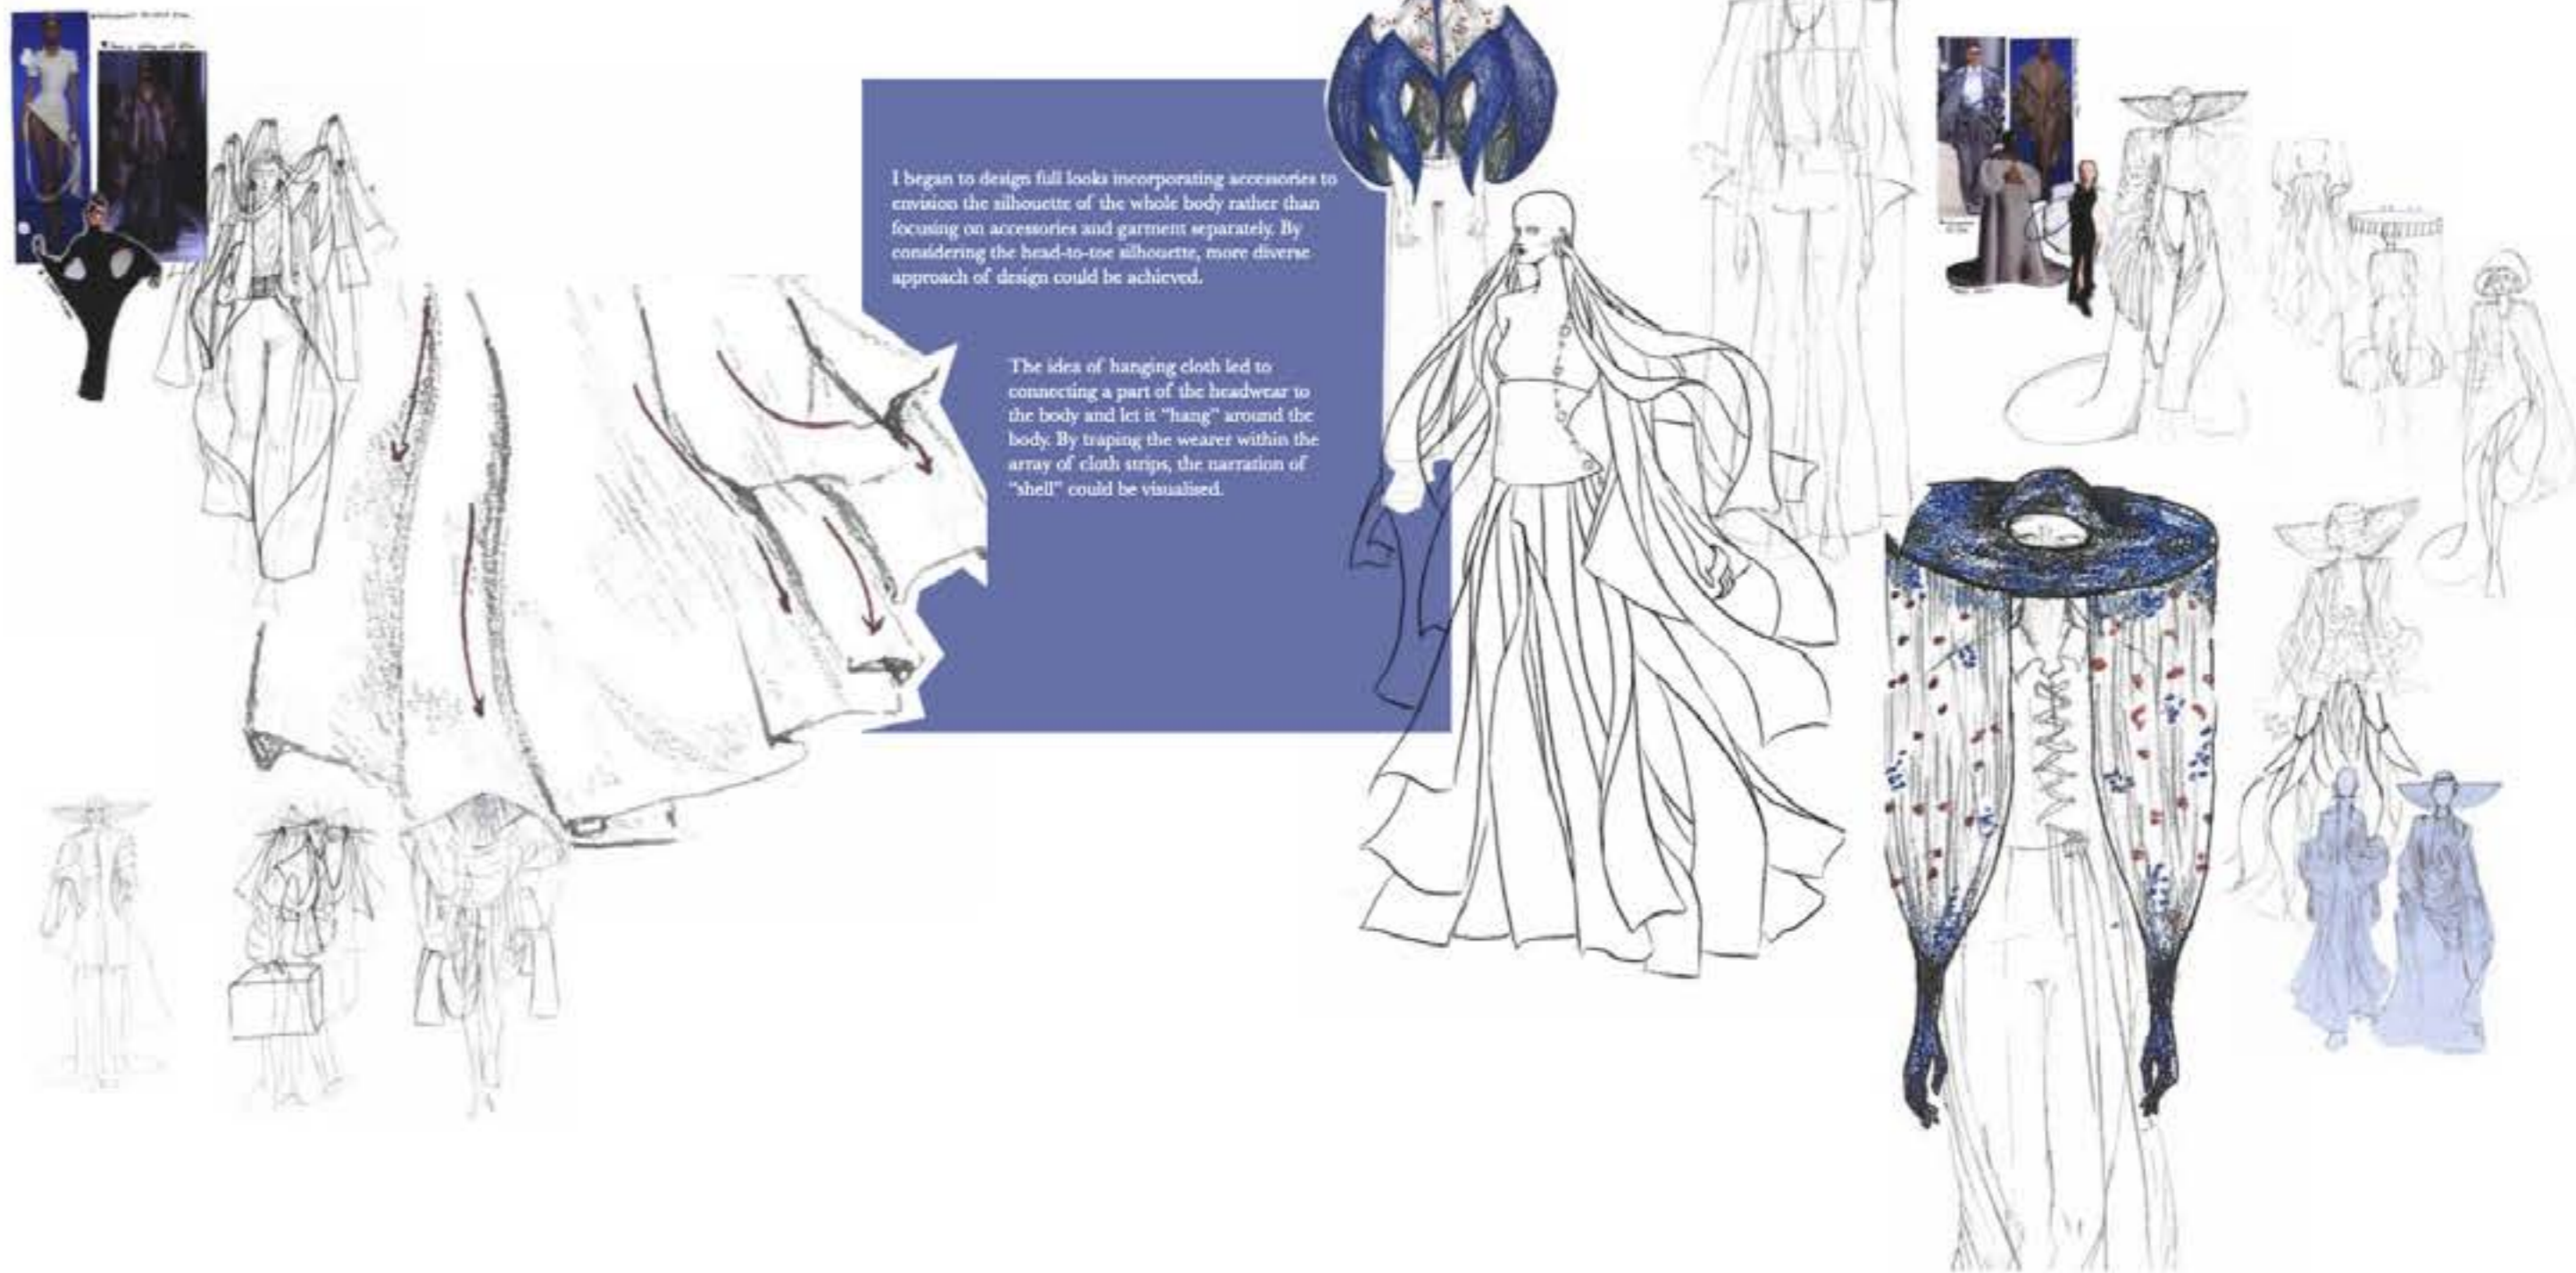 I began to design full looks incorporating accessories to
envision the silhouette of the whole body rather than
focusing on accessories and garment separately. By
considering the head-to-toe silhouette, more diverse
approach of design could be achieved.
The idea of hanging cloth led to
connecting a part of the headwear to
the body and let it "hang" around the
body. By traping the wearer within the
array of cloth strips, the narration of
"shell" could be visualised.